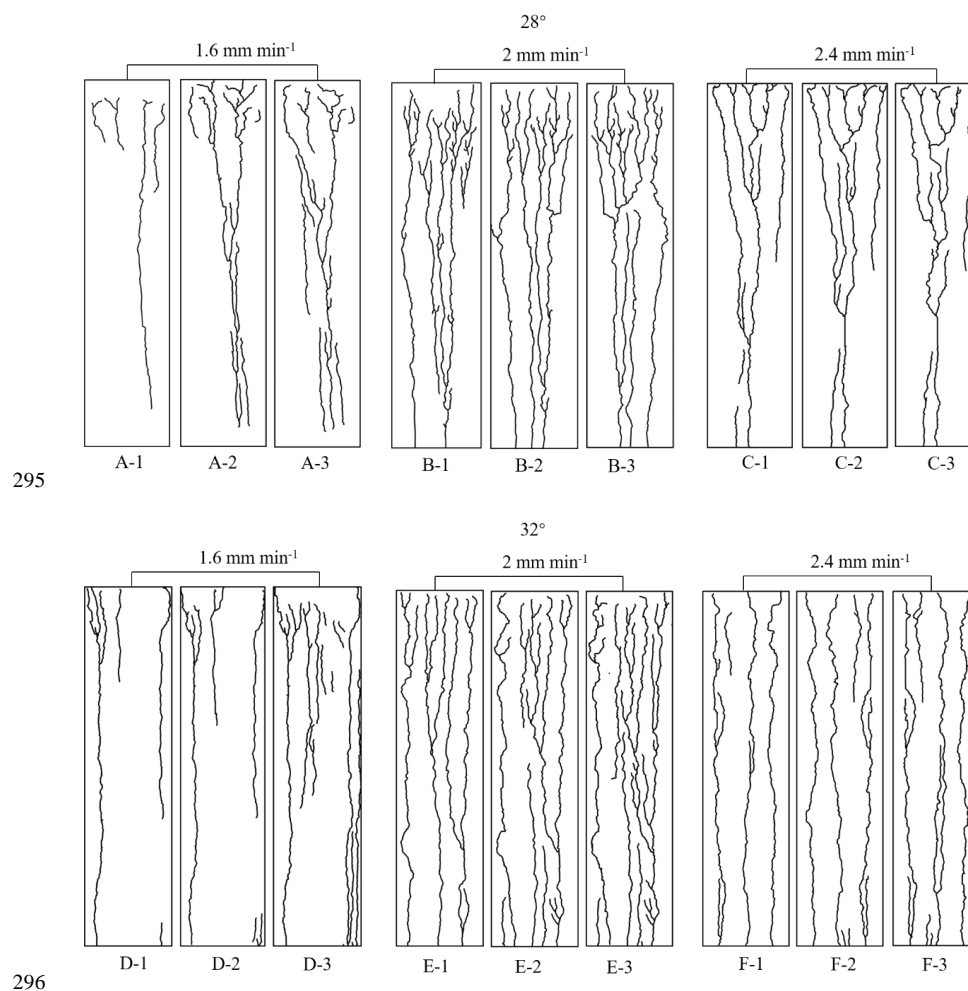 28°
1.6 mm min-1
2 mm min-1
2.4 mm min-1
A-1 A-2 A-3 B-1 B-2 B-3 C-1 C-2 C-3
295
32°
1.6 mm min-1
2 mm min-1
2.4 mm min-1
D-1 D-2 D-3 E-1 E-2 E-3 F-1 F-2 F-3
296